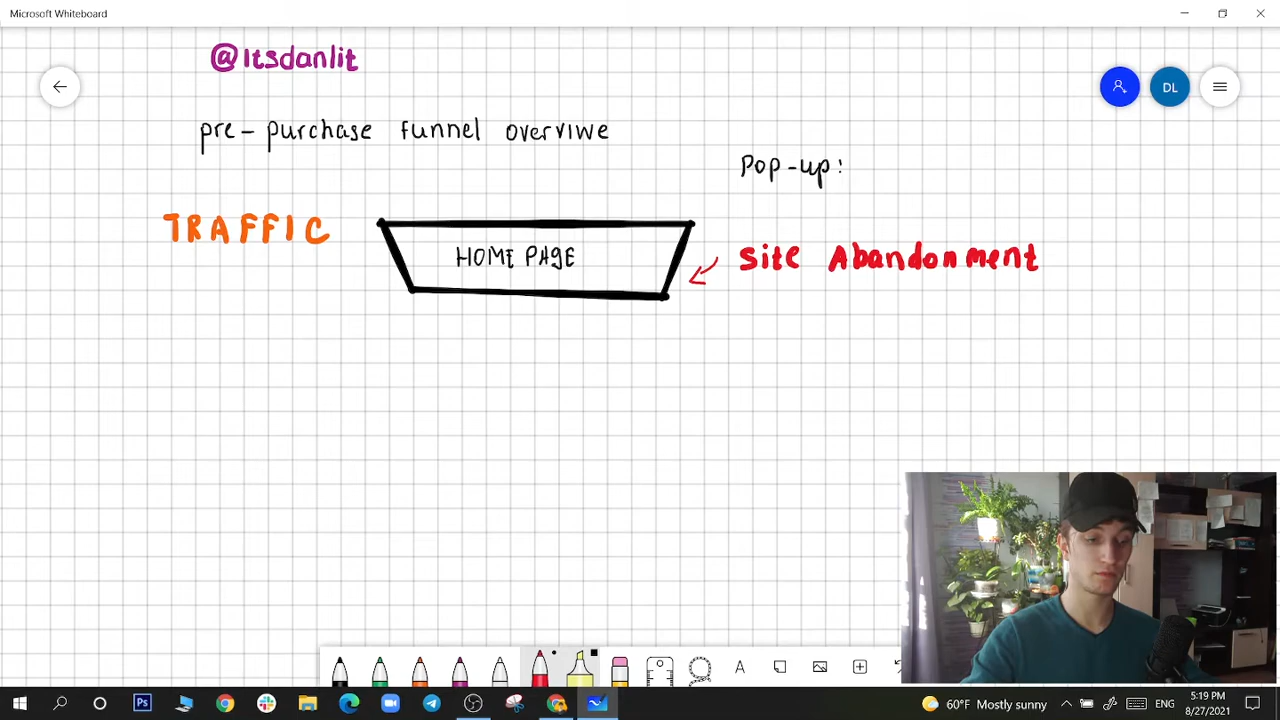 Microsoft Whiteboard
@Itsdanlit
DL
pre-purchase funnel overviwe
Pop-up:
TRAFFIC
HOME PAGE
Site Abandonment
A
Ps
60°F Mostly sunny
ENG
5:19 PM
8/27/2021